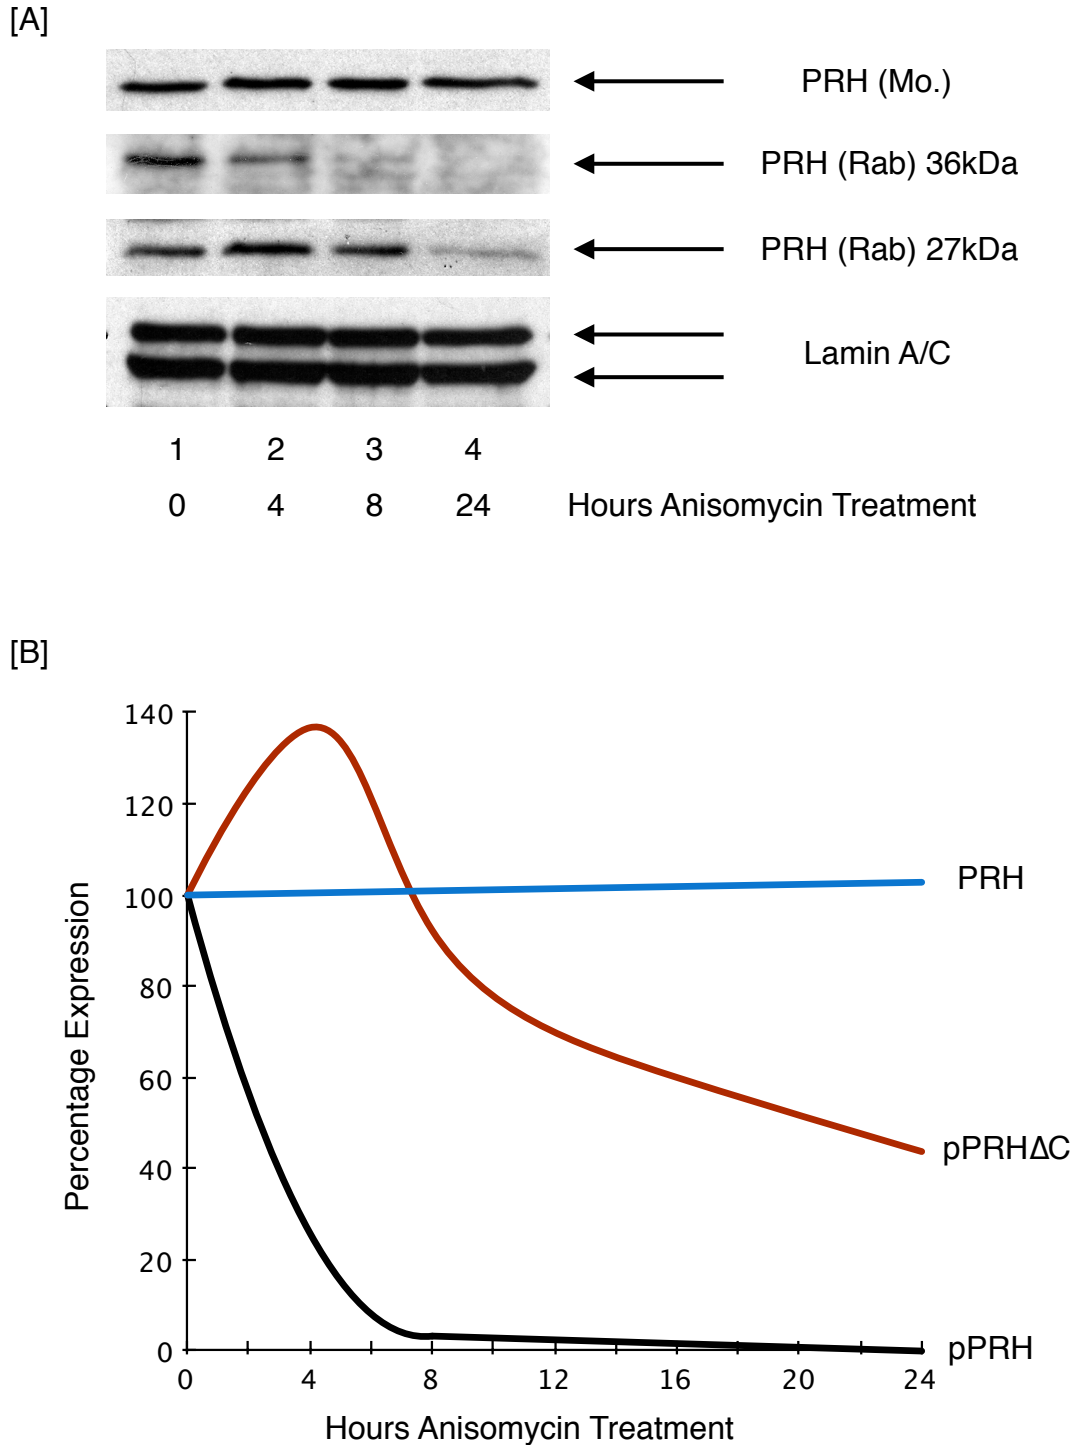 [A]
PRH (Mo.)
PRH (Rab) 36kDa
PRH (Rab) 27kDa
Lamin A/C
1 2 3 4
0 4 8 24 Hours Anisomycin Treatment
[B]
140
120
100
80
60
40
20
0
Percentage Expression
PRH
pPRHΔC
pPRH
0 4 8 12 16 20 24
Hours Anisomycin Treatment